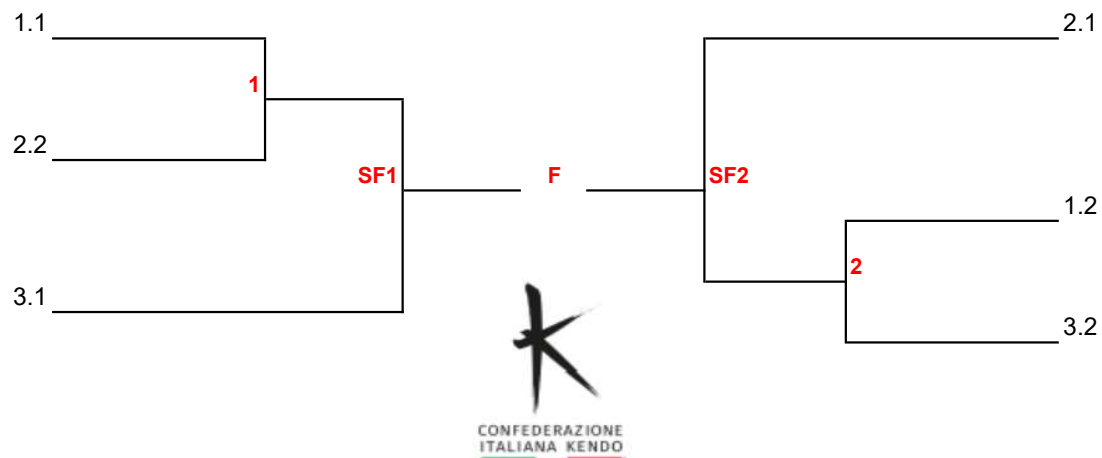 1.1
2.1
1
2.2
SF1
F
SF2
1.2
2
3.1
3.2
CONFEDERAZIONE
ITALIANA KENDO